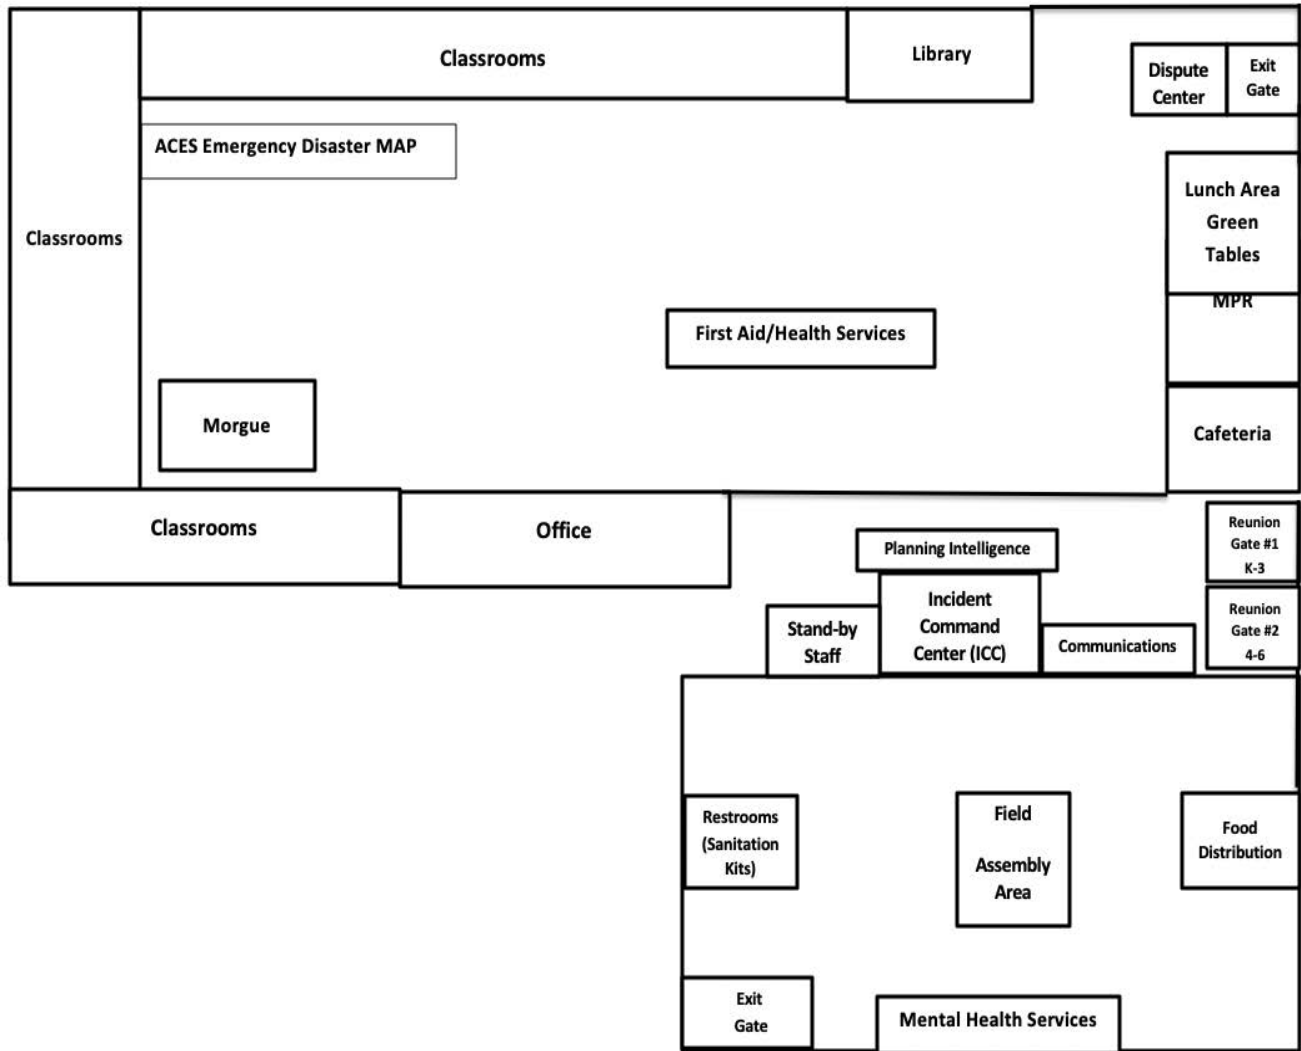 Classrooms
Library
Dispute
Center
Exit
Gate
ACES Emergency Disaster MAP
Classrooms
Lunch Area
Green
Tables
MPR
First Aid/Health Services
Morgue
Cafeteria
Classrooms
Office
Planning Intelligence
Reunion
Gate #1
K-3
Stand-by
Staff
Incident
Command
Center (ICC)
Communications
Reunion
Gate #2
4-6
Restrooms
(Sanitation
Kits)
Field
Assembly
Area
Food
Distribution
Exit
Gate
Mental Health Services